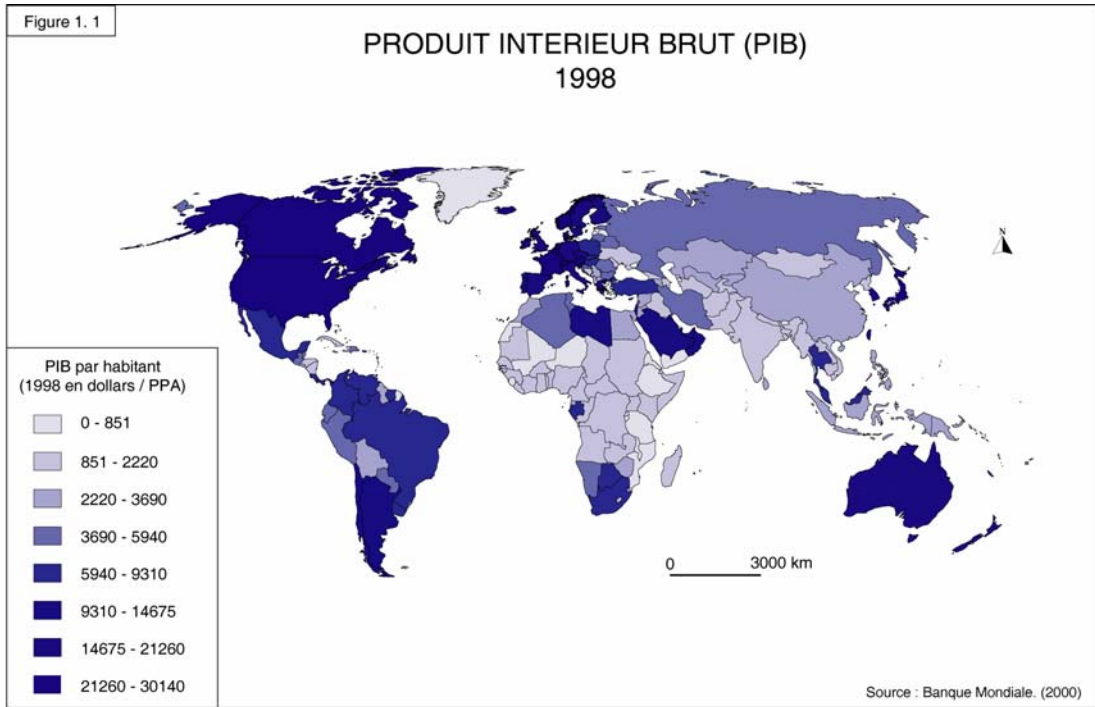 Figure 1. 1
PRODUIT INTERIEUR BRUT (PIB)
1998
N
PIB par habitant
(1998 en dollars / PPA)
0 - 851
851 - 2220
2220 - 3690
3690 - 5940
5940 - 9310
9310 - 14675
14675 - 21260
21260 - 30140
0 3000 km
Source : Banque Mondiale. (2000)